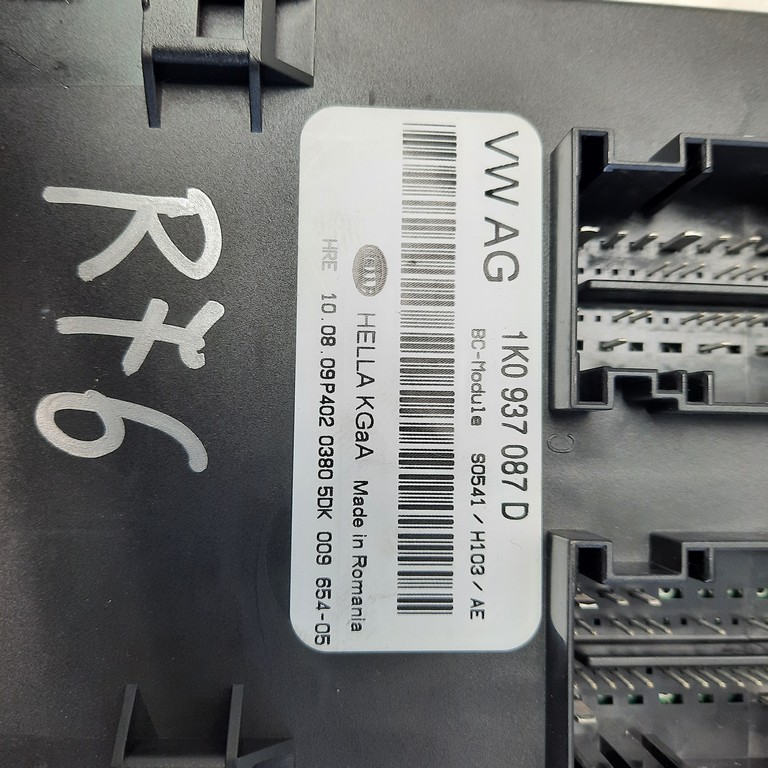 VW AG 1K0 937 087 D
BC-Module S0541 / H103 / AE
HELLA
HELLA KGaA Made in Romania
HRE 10.08.09P402 0380 5DK 009 654-05
C